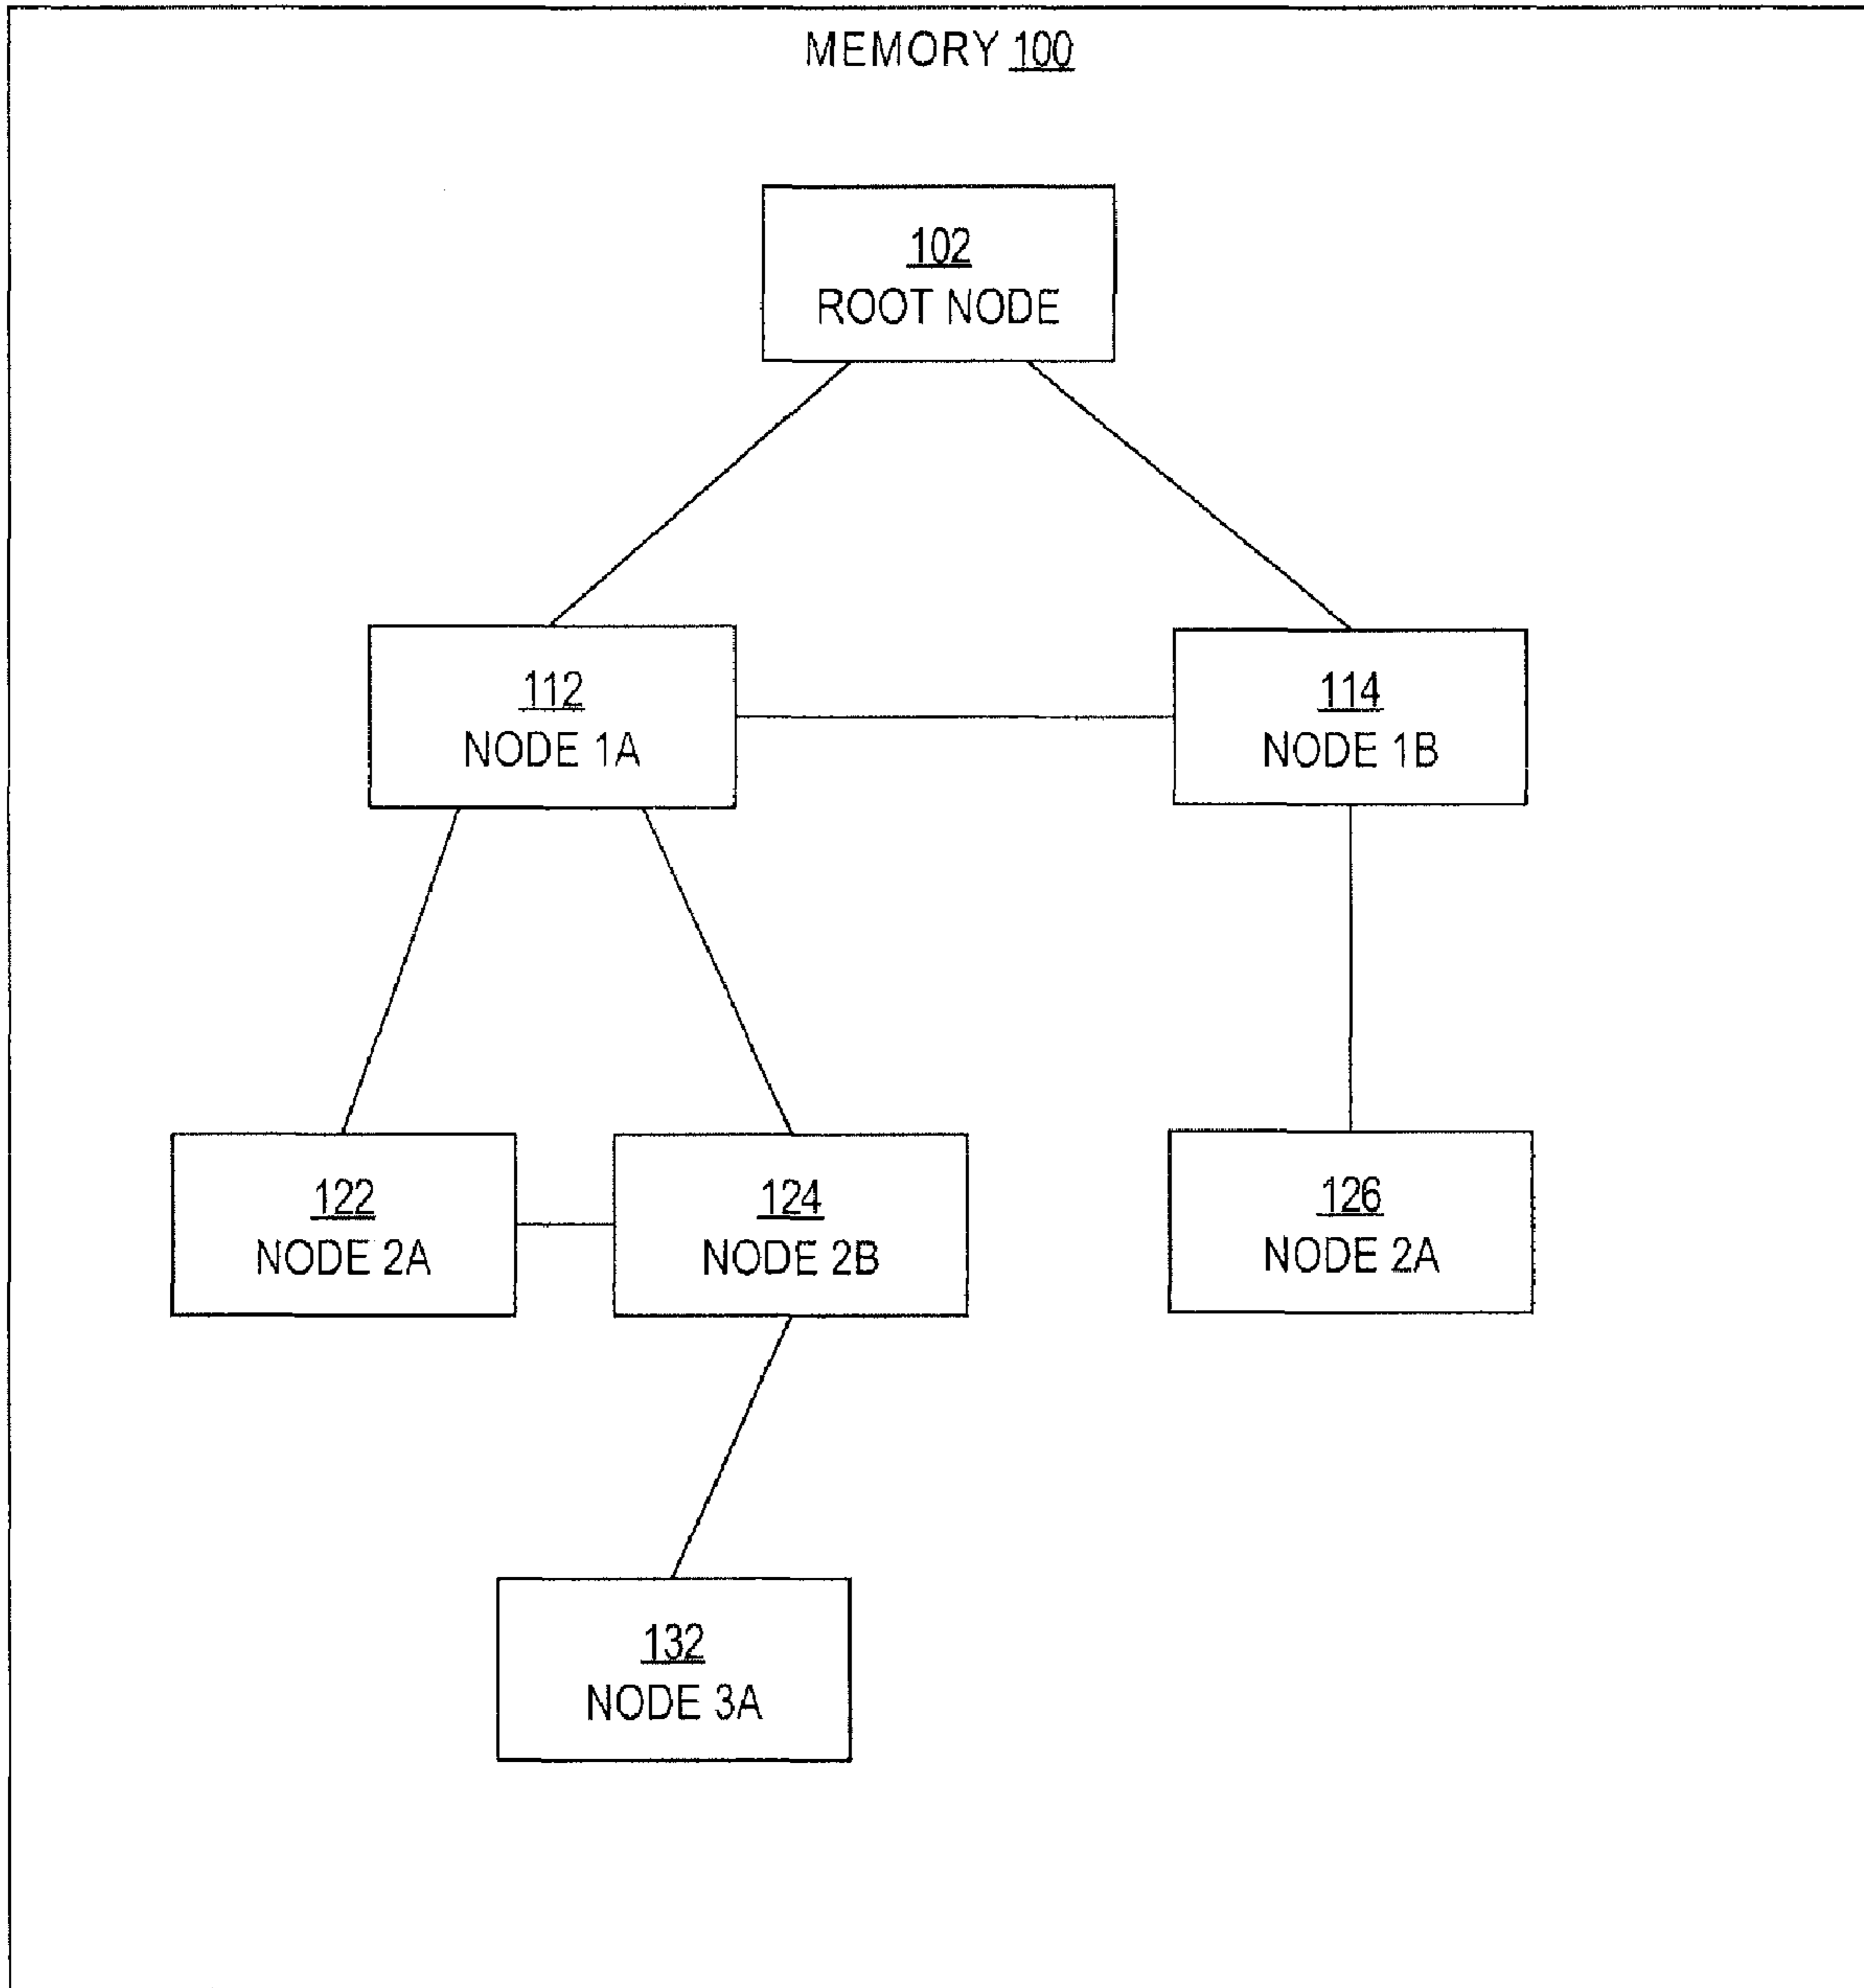 MEMORY 100
102
ROOT NODE
112
NODE 1A
114
NODE 1B
122
NODE 2A
124
NODE 2B
126
NODE 2A
132
NODE 3A